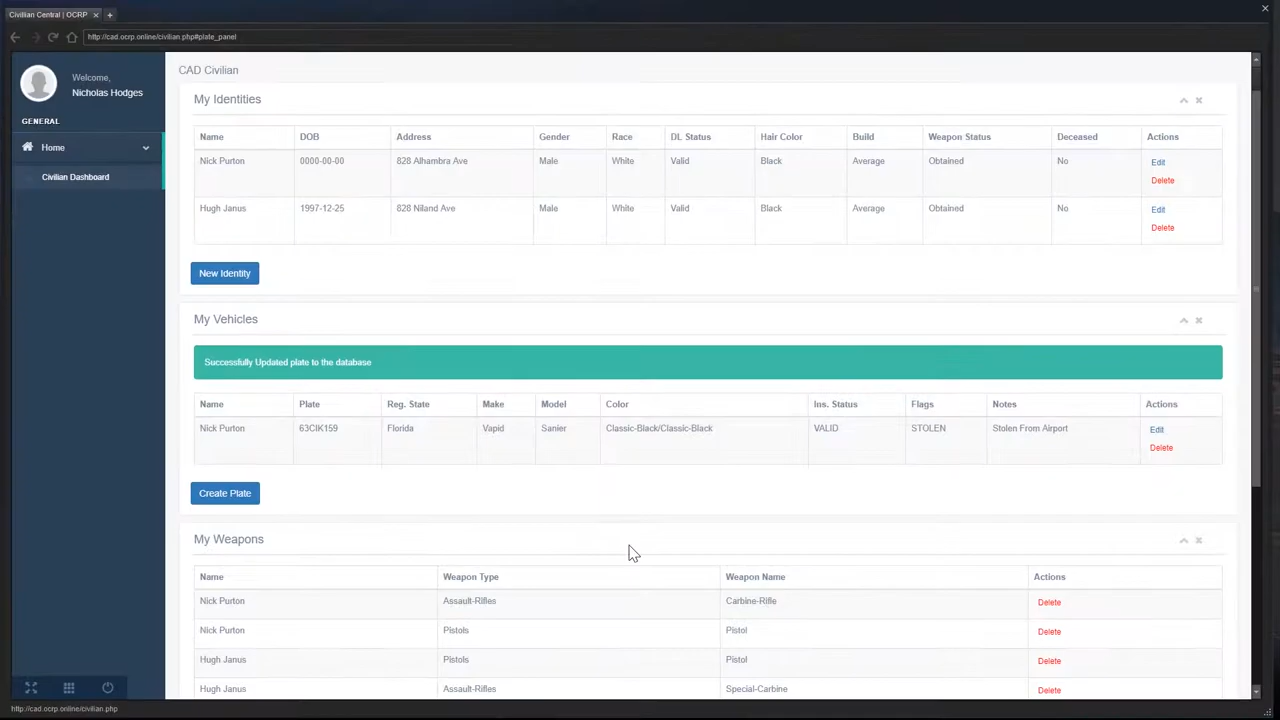 Civilian Central | OCRP × +
http://cad.ocrp.online/civilian.php#plate_panel
Welcome,
Nicholas Hodges
GENERAL
Home
Civilian Dashboard
CAD Civilian
My Identities
Name DOB Address Gender Race DL Status Hair Color Build Weapon Status Deceased Actions
Nick Purton 0000-00-00 828 Alhambra Ave Male White Valid Black Average Obtained No Edit
Delete
Hugh Janus 1997-12-25 828 Niland Ave Male White Valid Black Average Obtained No Edit
Delete
New Identity
My Vehicles
Successfully Updated plate to the database
Name Plate Reg. State Make Model Color Ins. Status Flags Notes Actions
Nick Purton 63CIK159 Florida Vapid Sanier Classic-Black/Classic-Black VALID STOLEN Stolen From Airport Edit
Delete
Create Plate
My Weapons
Name Weapon Type Weapon Name Actions
Nick Purton Assault-Rifles Carbine-Rifle Delete
Nick Purton Pistols Pistol Delete
Hugh Janus Pistols Pistol Delete
Hugh Janus Assault-Rifles Special-Carbine Delete
http://cad.ocrp.online/civilian.php